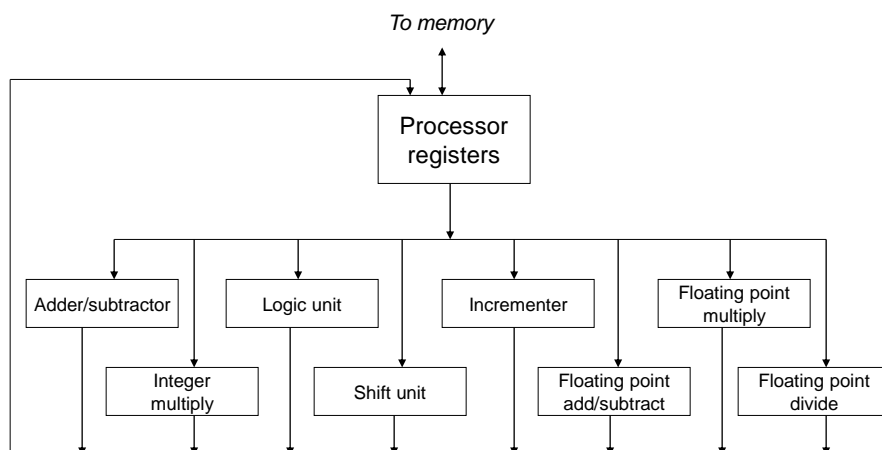 To memory
Processor
registers
Adder/subtractor
Logic unit
Incrementer
Floating point
multiply
Integer
multiply
Shift unit
Floating point
add/subtract
Floating point
divide